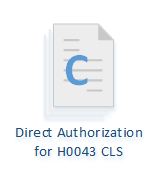 C
Direct Authorization
for H0043 CLS